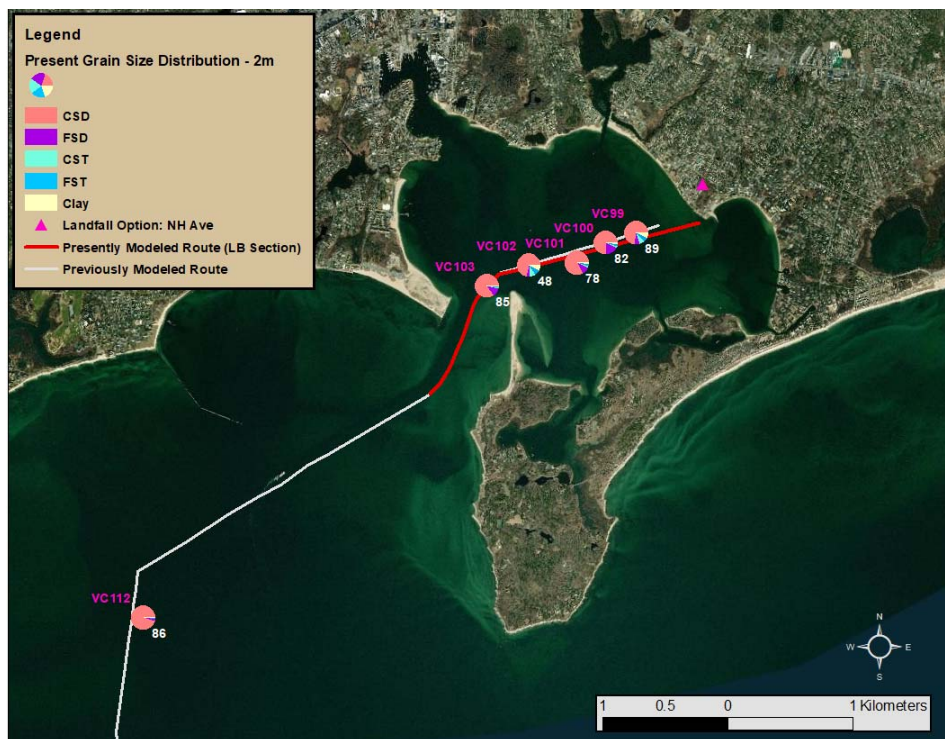 Legend
Present Grain Size Distribution - 2m
CSD
FSD
CST
FST
Clay
Landfall Option: NH Ave
Presently Modeled Route (LB Section)
Previously Modeled Route
VC99
VC100
VC102
VC101
89
82
VC103
78
48
85
VC112
86
N
W
E
S
1 0.5 0 1 Kilometers